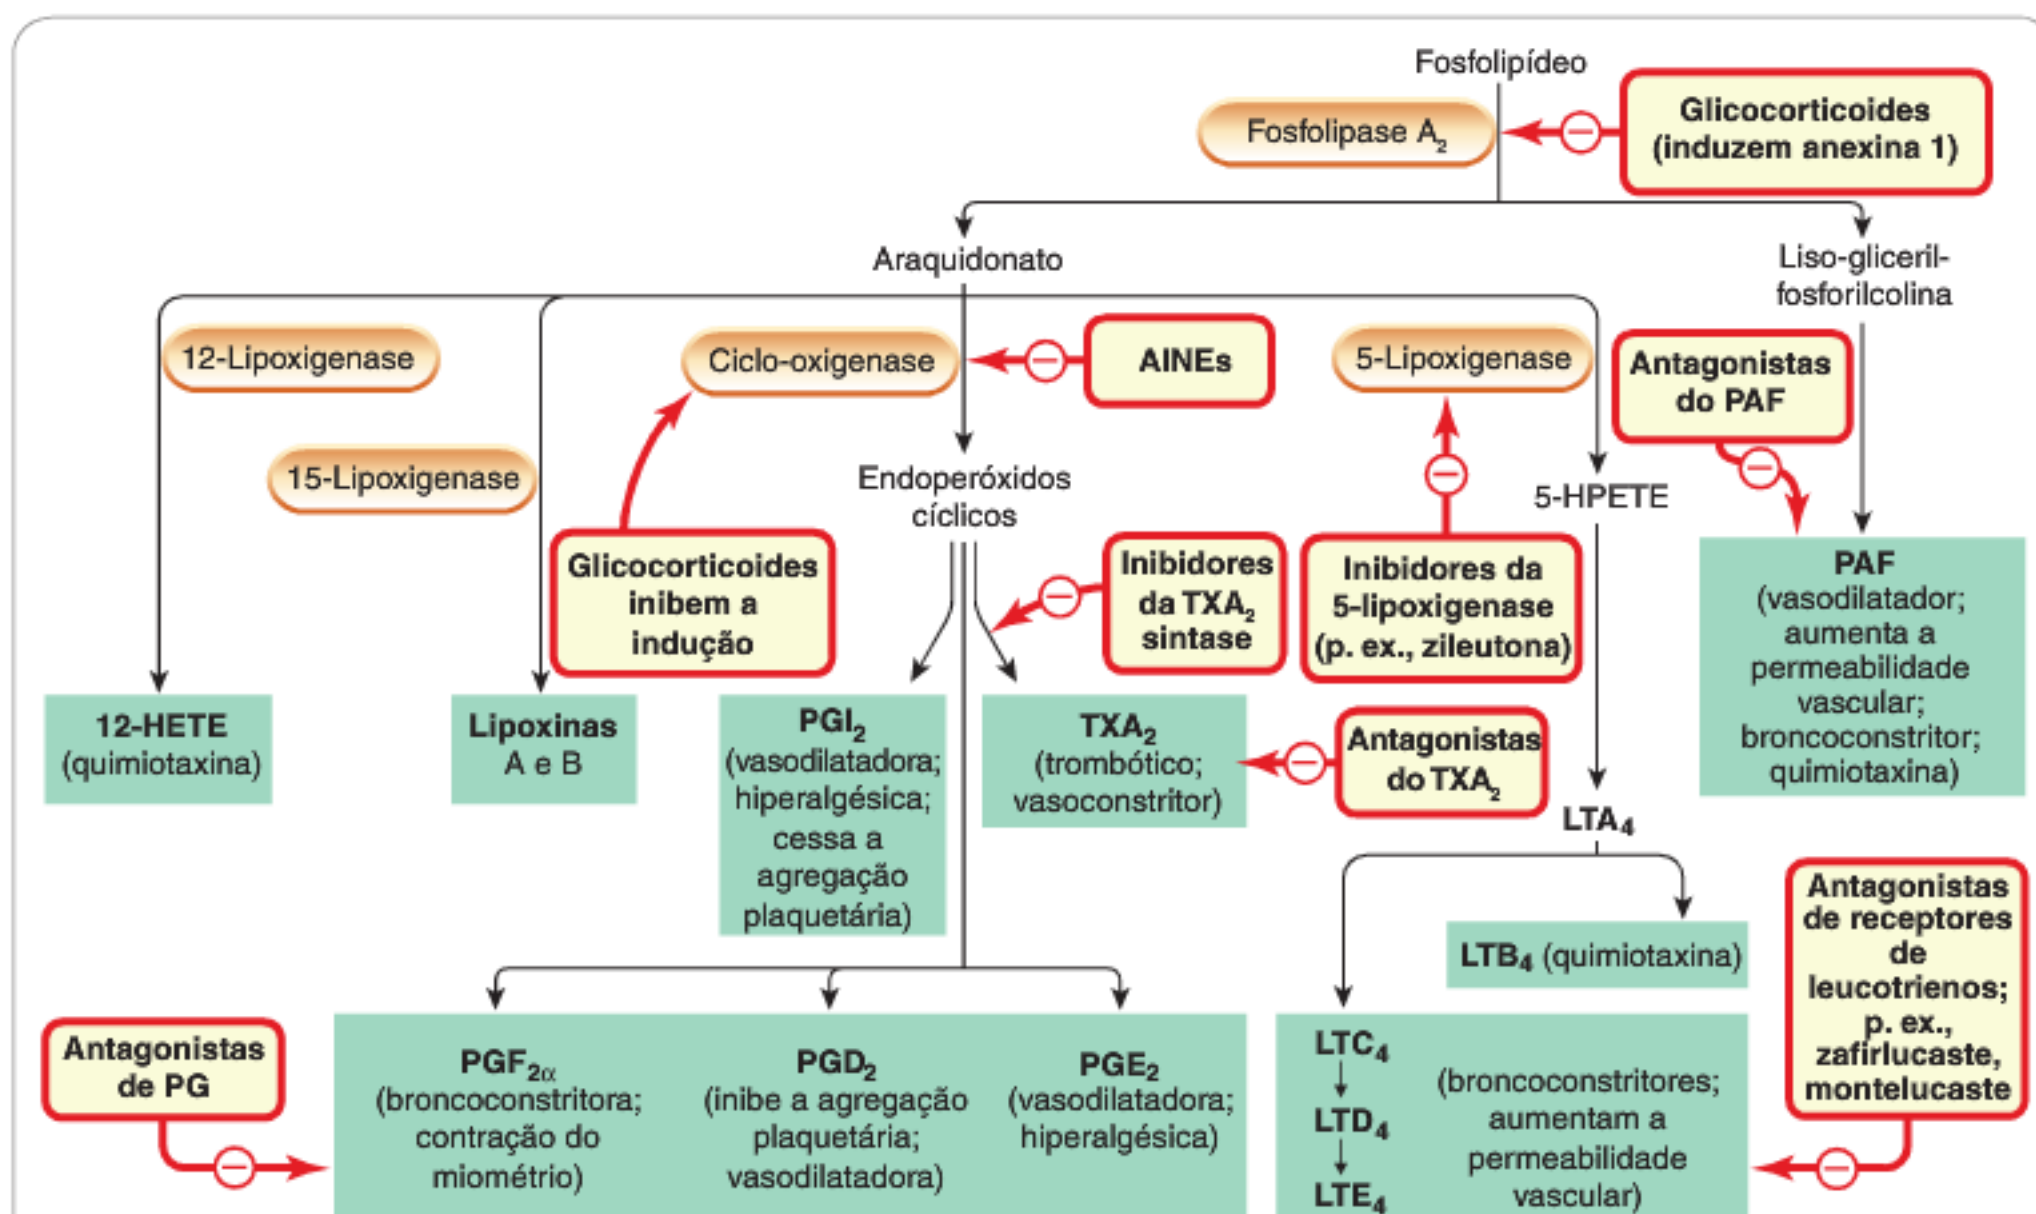 Fosfolipídeo
Fosfolipase A₂
Glicocorticoides
(induzem anexina 1)
Araquidonato
Liso-gliceril-
fosforilcolina
12-Lipoxigenase
Ciclo-oxigenase
AINEs
5-Lipoxigenase
Antagonistas
do PAF
15-Lipoxigenase
Endoperóxidos
cíclicos
5-HPETE
Glicocorticoides
inibem a
indução
Inibidores
da TXA₂
sintase
Inibidores da
5-lipoxigenase
(p. ex., zileutona)
PAF
(vasodilatador;
aumenta a
permeabilidade
vascular;
broncoconstritor;
quimiotaxina)
12-HETE
(quimiotaxina)
Lipoxinas
A e B
PGI₂
(vasodilatadora;
hiperalgésica;
cessa a
agregação
plaquetária)
TXA₂
(trombótico;
vasoconstritor)
Antagonistas
do TXA₂
LTA₄
LTB₄ (quimiotaxina)
Antagonistas
de receptores
de
leucotrienos;
p. ex.,
zafirlucaste,
montelucaste
Antagonistas
de PG
PGF₂α
(broncoconstritora;
contração do
miométrio)
PGD₂
(inibe a agregação
plaquetária;
vasodilatadora)
PGE₂
(vasodilatadora;
hiperalgésica)
LTC₄
LTD₄
LTE₄
(broncoconstritores;
aumentam a
permeabilidade
vascular)